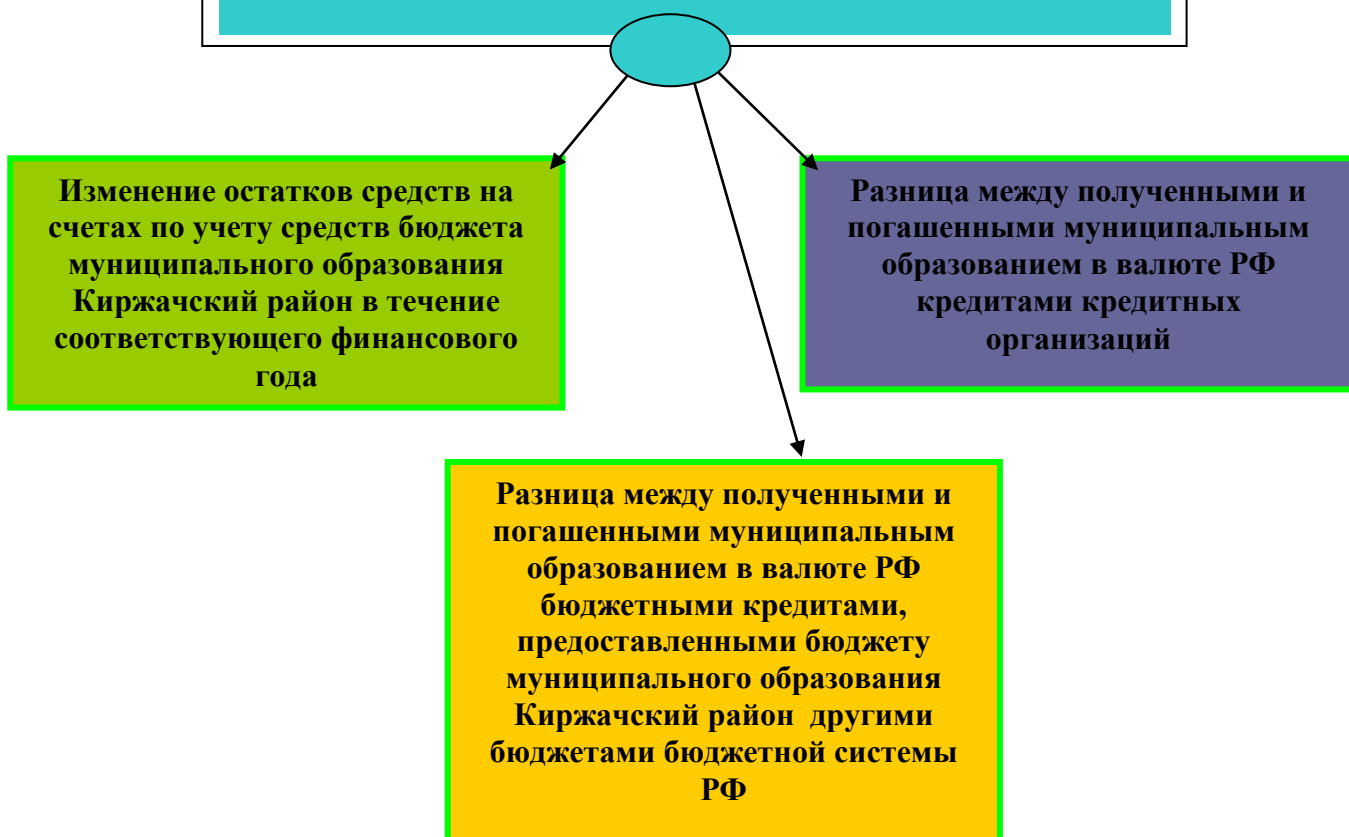 Изменение остатков средств на
счетах по учету средств бюджета
муниципального образования
Киржачский район в течение
соответствующего финансового
года
Разница между полученными и
погашенными муниципальным
образованием в валюте РФ
кредитами кредитных
организаций
Разница между полученными и
погашенными муниципальным
образованием в валюте РФ
бюджетными кредитами,
предоставленными бюджету
муниципального образования
Киржачский район  другими
бюджетами бюджетной системы
РФ